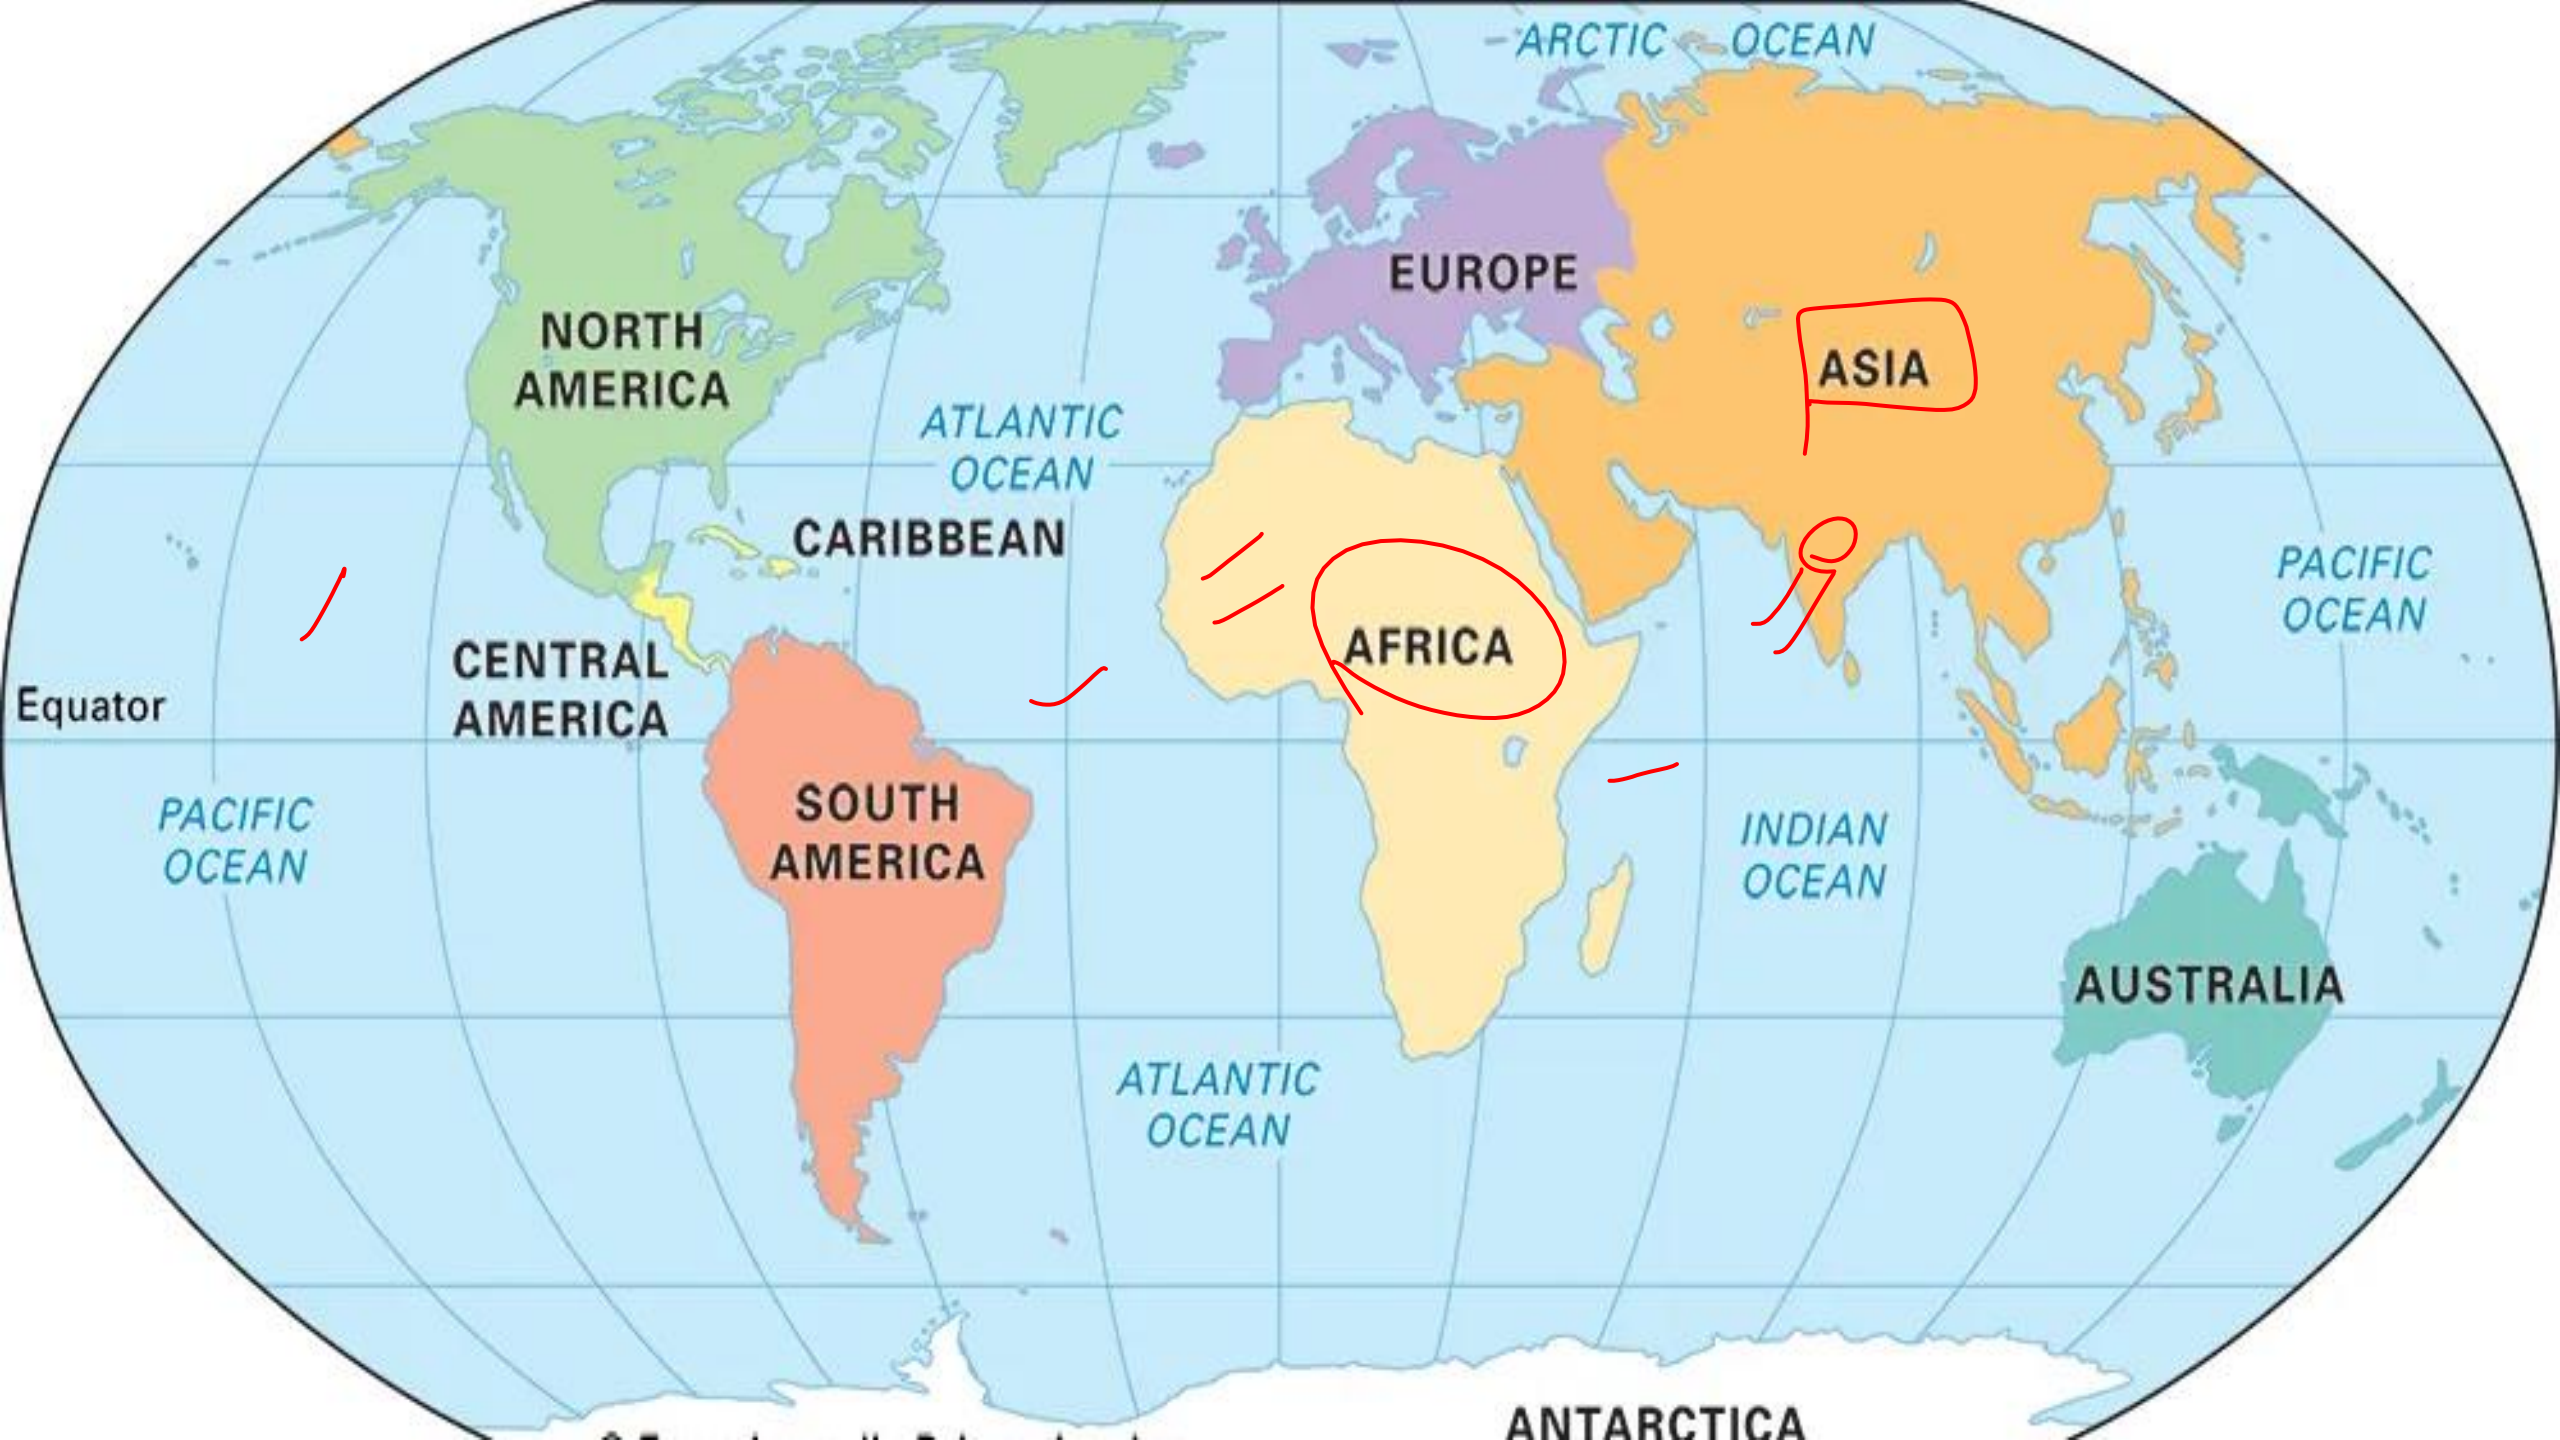 ARCTIC OCEAN
EUROPE
NORTH
AMERICA
ASIA
ATLANTIC
OCEAN
CARIBBEAN
PACIFIC
OCEAN
AFRICA
CENTRAL
AMERICA
Equator
SOUTH
AMERICA
PACIFIC
OCEAN
INDIAN
OCEAN
AUSTRALIA
ATLANTIC
OCEAN
ANTARCTICA